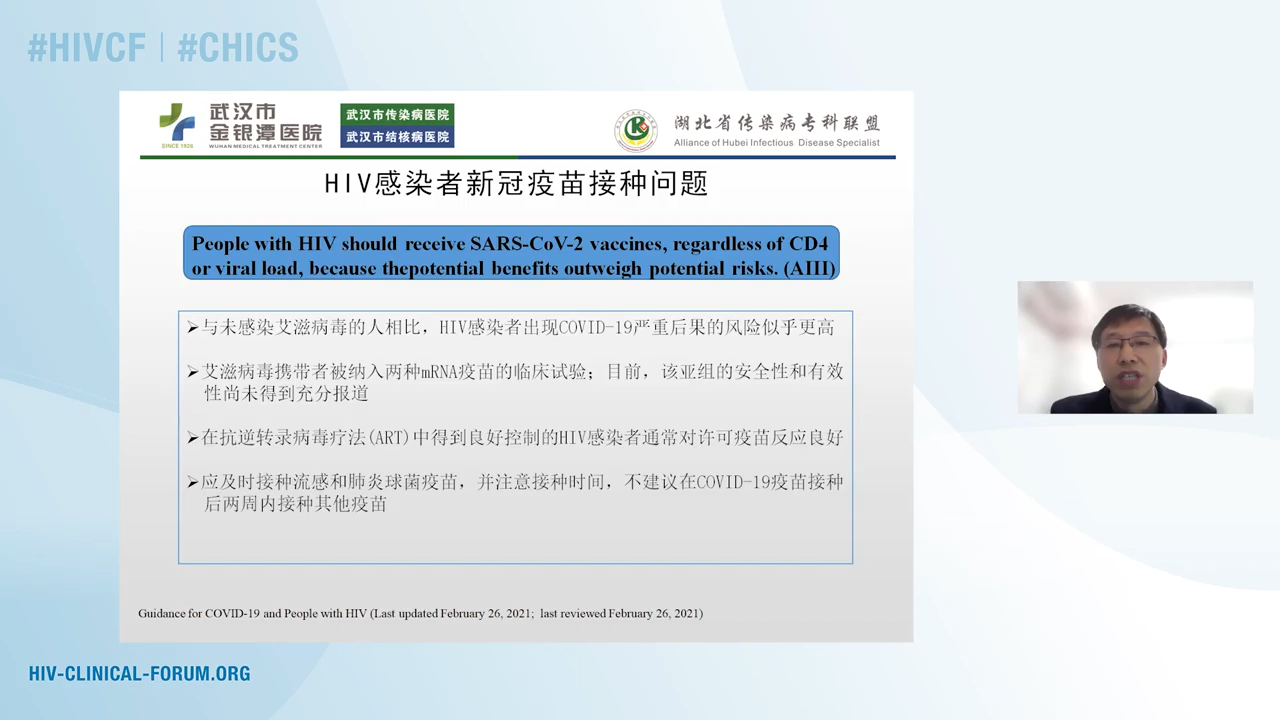 #HIVCF | #CHICS
武汉市
金银潭医院
WUHAN MEDICAL TREATMENT CENTER
SINCE 1926
武汉市传染病医院
武汉市结核病医院
湖北省传染病专科联盟
Alliance of Hubei Infectious Disease Specialist
HIV感染者新冠疫苗接种问题
People with HIV should receive SARS-CoV-2 vaccines, regardless of CD4
or viral load, because thepotential benefits outweigh potential risks. (AIII)
➢与未感染艾滋病毒的人相比，HIV感染者出现COVID-19严重后果的风险似乎更高
➢艾滋病毒携带者被纳入两种mRNA疫苗的临床试验；目前，该亚组的安全性和有效
性尚未得到充分报道
➢在抗逆转录病毒疗法(ART)中得到良好控制的HIV感染者通常对许可疫苗反应良好
➢应及时接种流感和肺炎球菌疫苗，并注意接种时间，不建议在COVID-19疫苗接种
后两周内接种其他疫苗
Guidance for COVID-19 and People with HIV (Last updated February 26, 2021; last reviewed February 26, 2021)
HIV-CLINICAL-FORUM.ORG